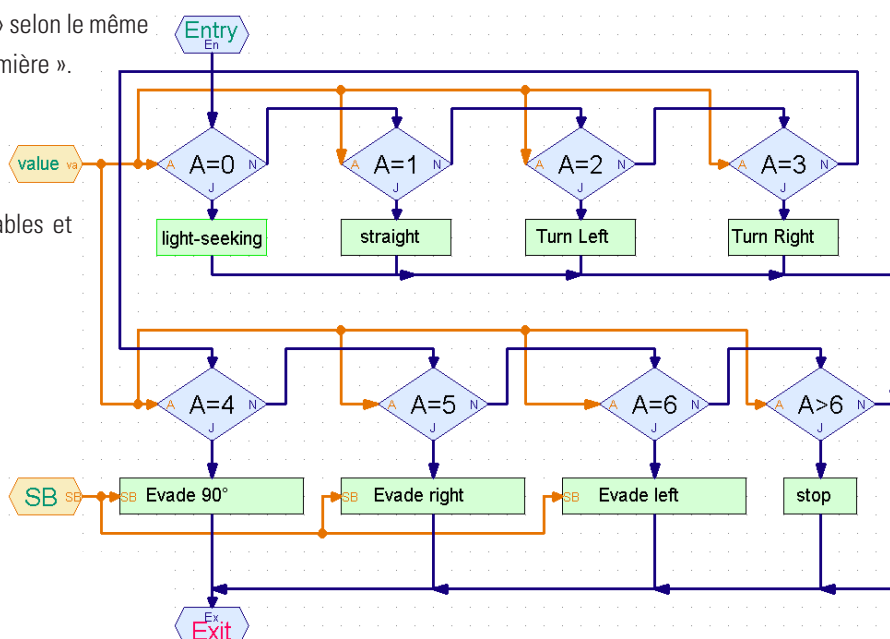 » selon le même
mière ».
ables et
Entry
En
value va
A A=0 N
J
A A=1 N
J
A A=2 N
J
A A=3 N
J
light-seeking
straight
Turn Left
Turn Right
A A=4 N
J
A A=5 N
J
A A=6 N
J
A A>6 N
J
SB SB
SB Evade 90°
SB Evade right
SB Evade left
stop
Ex
Exit